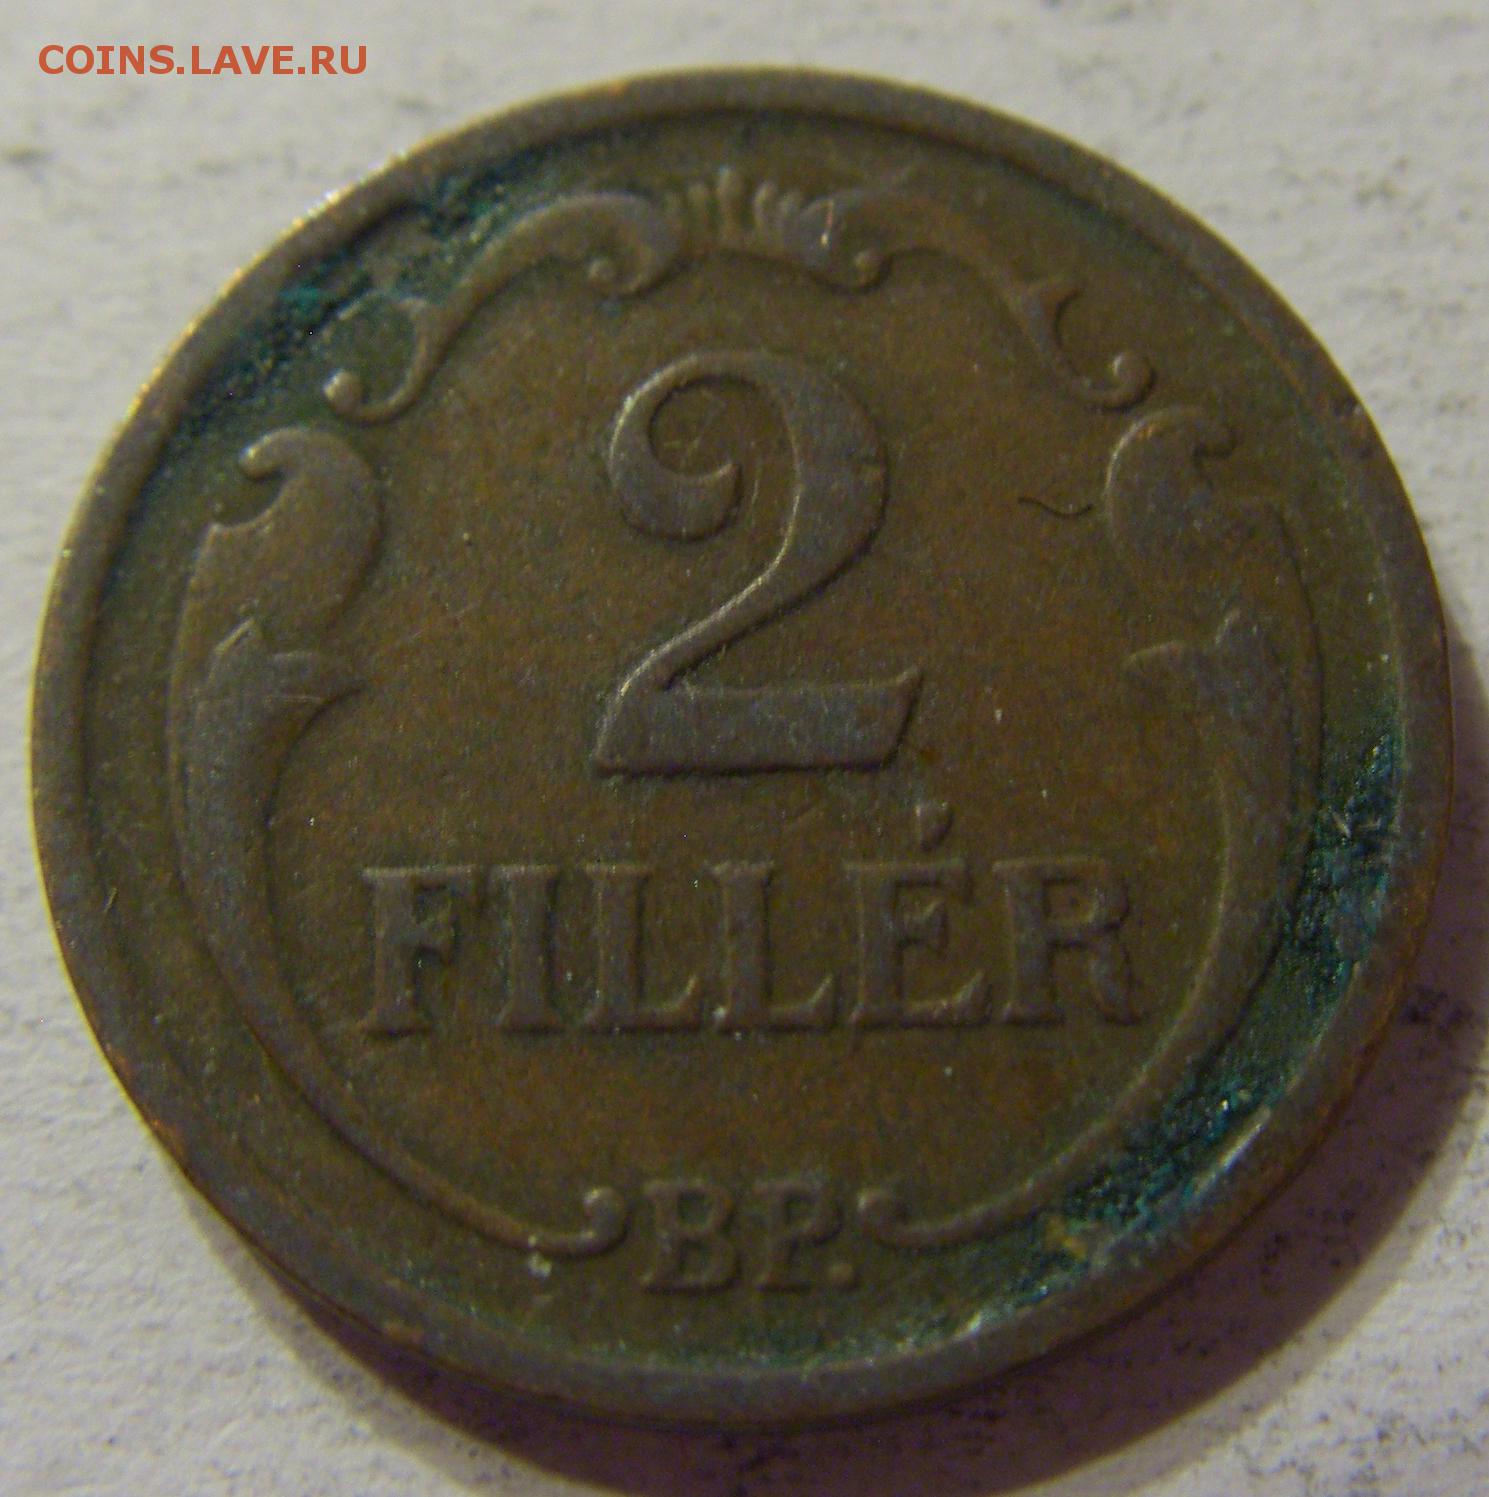 COINS.LAVE.RU
2
FILLÉR
BP.